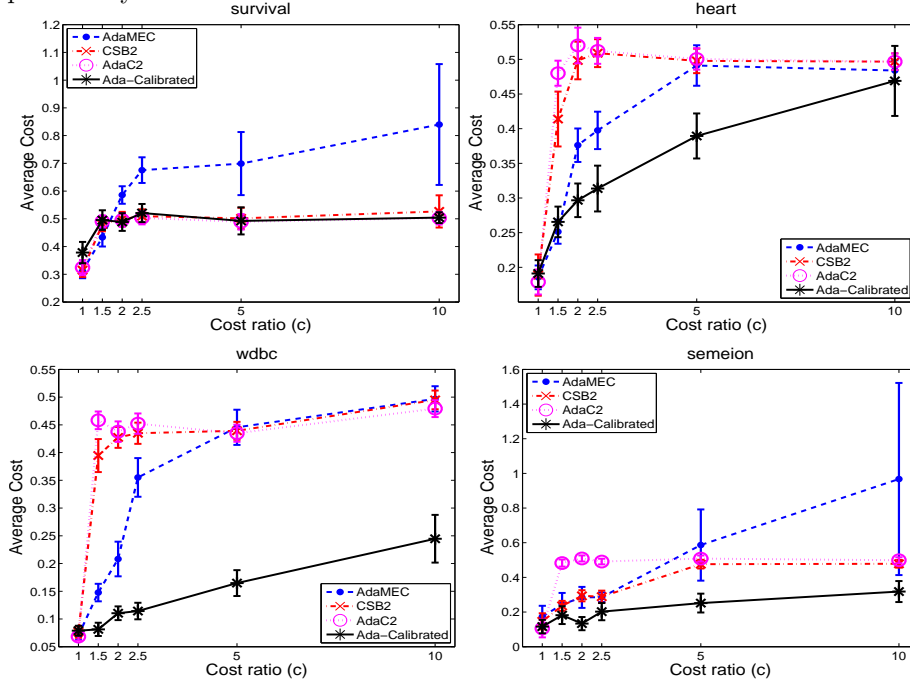 survival
1.2
1.1
1
0.9
0.8
0.7
0.6
0.5
0.4
0.3
0.2
Average Cost
AdaMEC
CSB2
AdaC2
Ada-Calibrated
1 1.5 2 2.5 5 10
Cost ratio (c)
heart
0.55
0.5
0.45
0.4
0.35
0.3
0.25
0.2
Average Cost
AdaMEC
CSB2
AdaC2
Ada-Calibrated
1 1.5 2 2.5 5 10
Cost ratio (c)
wdbc
0.55
0.5
0.45
0.4
0.35
0.3
0.25
0.2
0.15
0.1
0.05
Average Cost
AdaMEC
CSB2
AdaC2
Ada-Calibrated
1 1.5 2 2.5 5 10
Cost ratio (c)
semeion
1.6
1.4
1.2
1
0.8
0.6
0.4
0.2
0
Average Cost
AdaMEC
CSB2
AdaC2
Ada-Calibrated
1 1.5 2 2.5 5 10
Cost ratio (c)